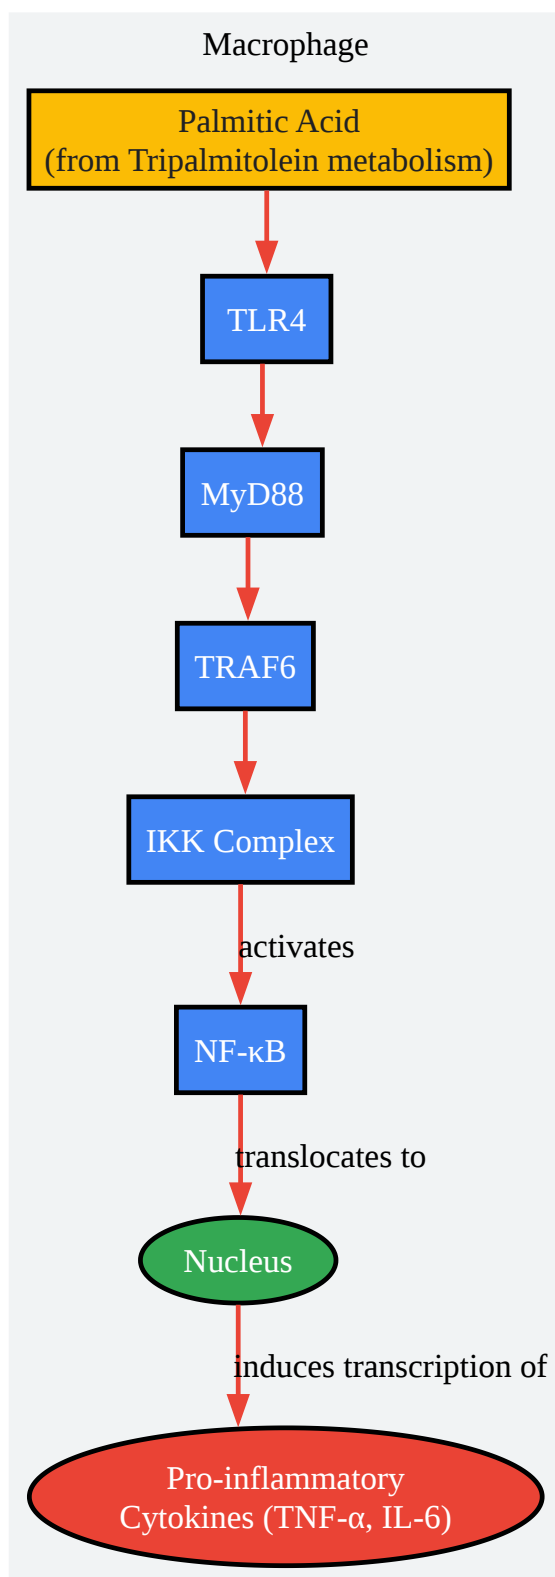 Macrophage
Palmitic Acid
(from Tripalmitolein metabolism)
TLR4
MyD88
TRAF6
IKK Complex
activates
NF-κB
translocates to
Nucleus
induces transcription of
Pro-inflammatory
Cytokines (TNF-α, IL-6)